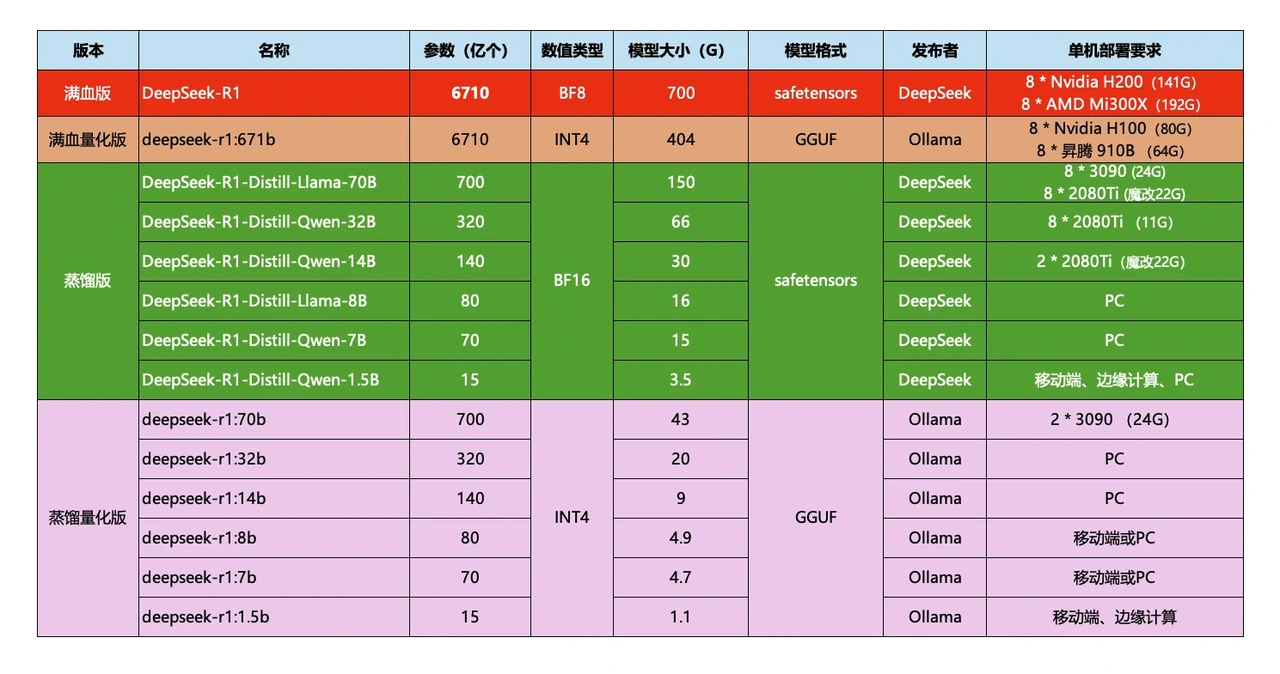 版本 名称 参数（亿个） 数值类型 模型大小（G） 模型格式 发布者 单机部署要求
满血版 DeepSeek-R1 6710 BF8 700 safetensors DeepSeek 8 * Nvidia H200（141G）
8 * AMD Mi300X（192G）
满血量化版 deepseek-r1:671b 6710 INT4 404 GGUF Ollama 8 * Nvidia H100（80G）
8 * 昇腾 910B （64G）
蒸馏版 BF16 safetensors
DeepSeek-R1-Distill-Llama-70B 700 150 DeepSeek 8 * 3090 (24G)
8 * 2080Ti (魔改22G)
DeepSeek-R1-Distill-Qwen-32B 320 66 DeepSeek 8 * 2080Ti （11G）
DeepSeek-R1-Distill-Qwen-14B 140 30 DeepSeek 2 * 2080Ti（魔改22G）
DeepSeek-R1-Distill-Llama-8B 80 16 DeepSeek PC
DeepSeek-R1-Distill-Qwen-7B 70 15 DeepSeek PC
DeepSeek-R1-Distill-Qwen-1.5B 15 3.5 DeepSeek 移动端、边缘计算、PC
蒸馏量化版 INT4 GGUF
deepseek-r1:70b 700 43 Ollama 2 * 3090 （24G）
deepseek-r1:32b 320 20 Ollama PC
deepseek-r1:14b 140 9 Ollama PC
deepseek-r1:8b 80 4.9 Ollama 移动端或PC
deepseek-r1:7b 70 4.7 Ollama 移动端或PC
deepseek-r1:1.5b 15 1.1 Ollama 移动端、边缘计算